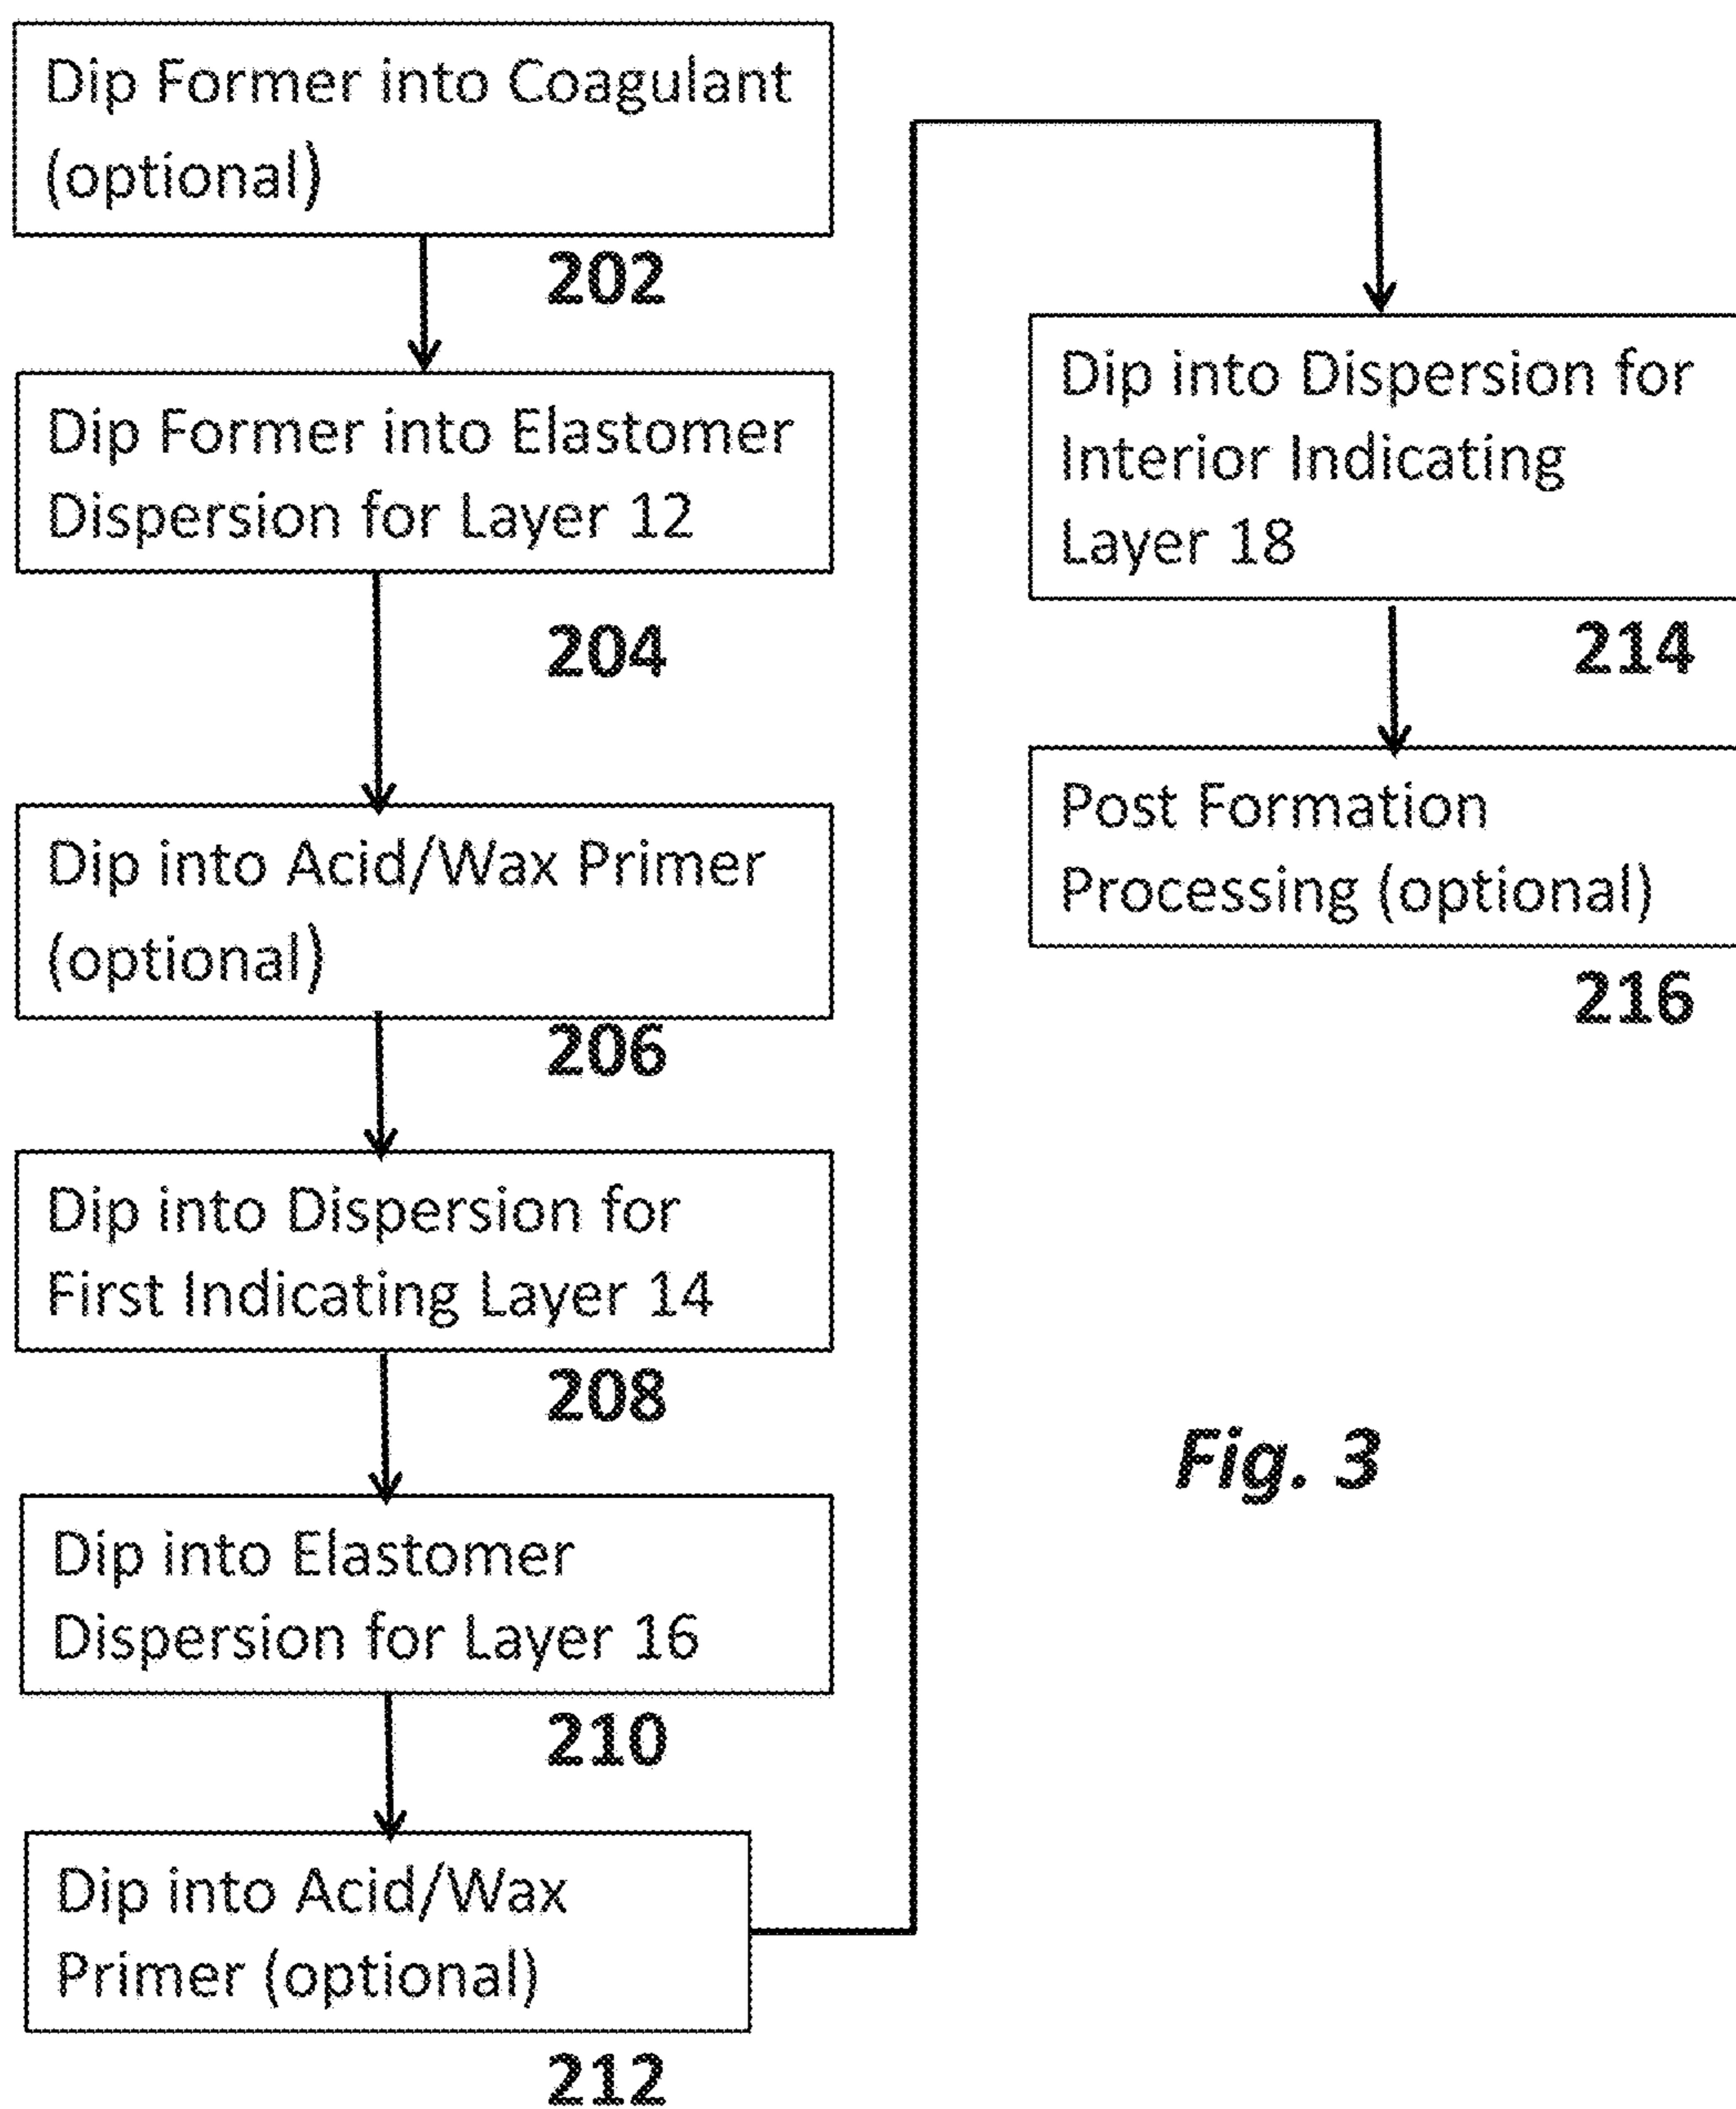 Dip Former into Coagulant
(optional)
202
Dip Former into Elastomer
Dispersion for Layer 12
204
Dip into Acid/Wax Primer
(optional)
206
Dip into Dispersion for
First Indicating Layer 14
208
Dip into Elastomer
Dispersion for Layer 16
210
Dip into Acid/Wax
Primer (optional)
212
Dip into Dispersion for
Interior Indicating
Layer 18
214
Post Formation
Processing (optional)
216
Fig. 3